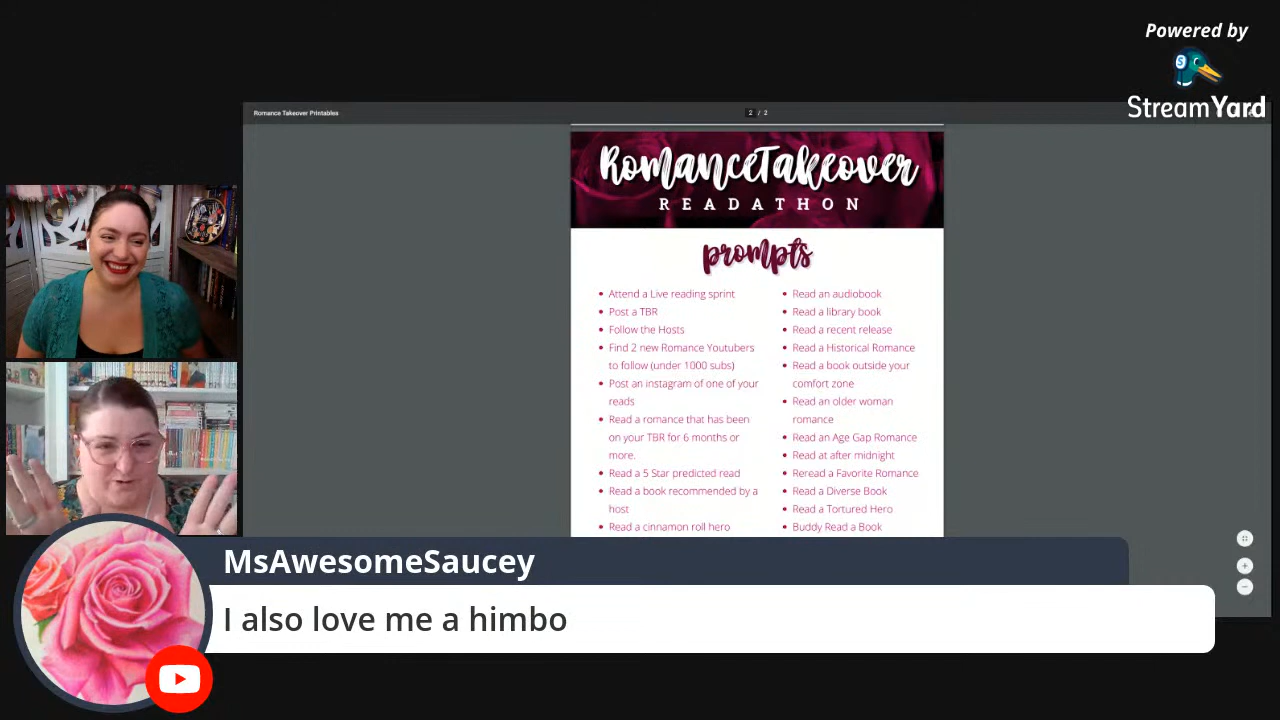 Powered by
StreamYard
Romance Takeover Printables
2 / 2
RomanceTakeover
READATHON
prompts
• Attend a Live reading sprint
• Post a TBR
• Follow the Hosts
• Find 2 new Romance Youtubers
to follow (under 1000 subs)
• Post an instagram of one of your
reads
• Read a romance that has been
on your TBR for 6 months or
more.
• Read a 5 Star predicted read
• Read a book recommended by a
host
• Read a cinnamon roll hero
• Read an audiobook
• Read a library book
• Read a recent release
• Read a Historical Romance
• Read a book outside your
comfort zone
• Read an older woman
romance
• Read an Age Gap Romance
• Read at after midnight
• Reread a Favorite Romance
• Read a Diverse Book
• Read a Tortured Hero
• Buddy Read a Book
MsAwesomeSaucey
I also love me a himbo